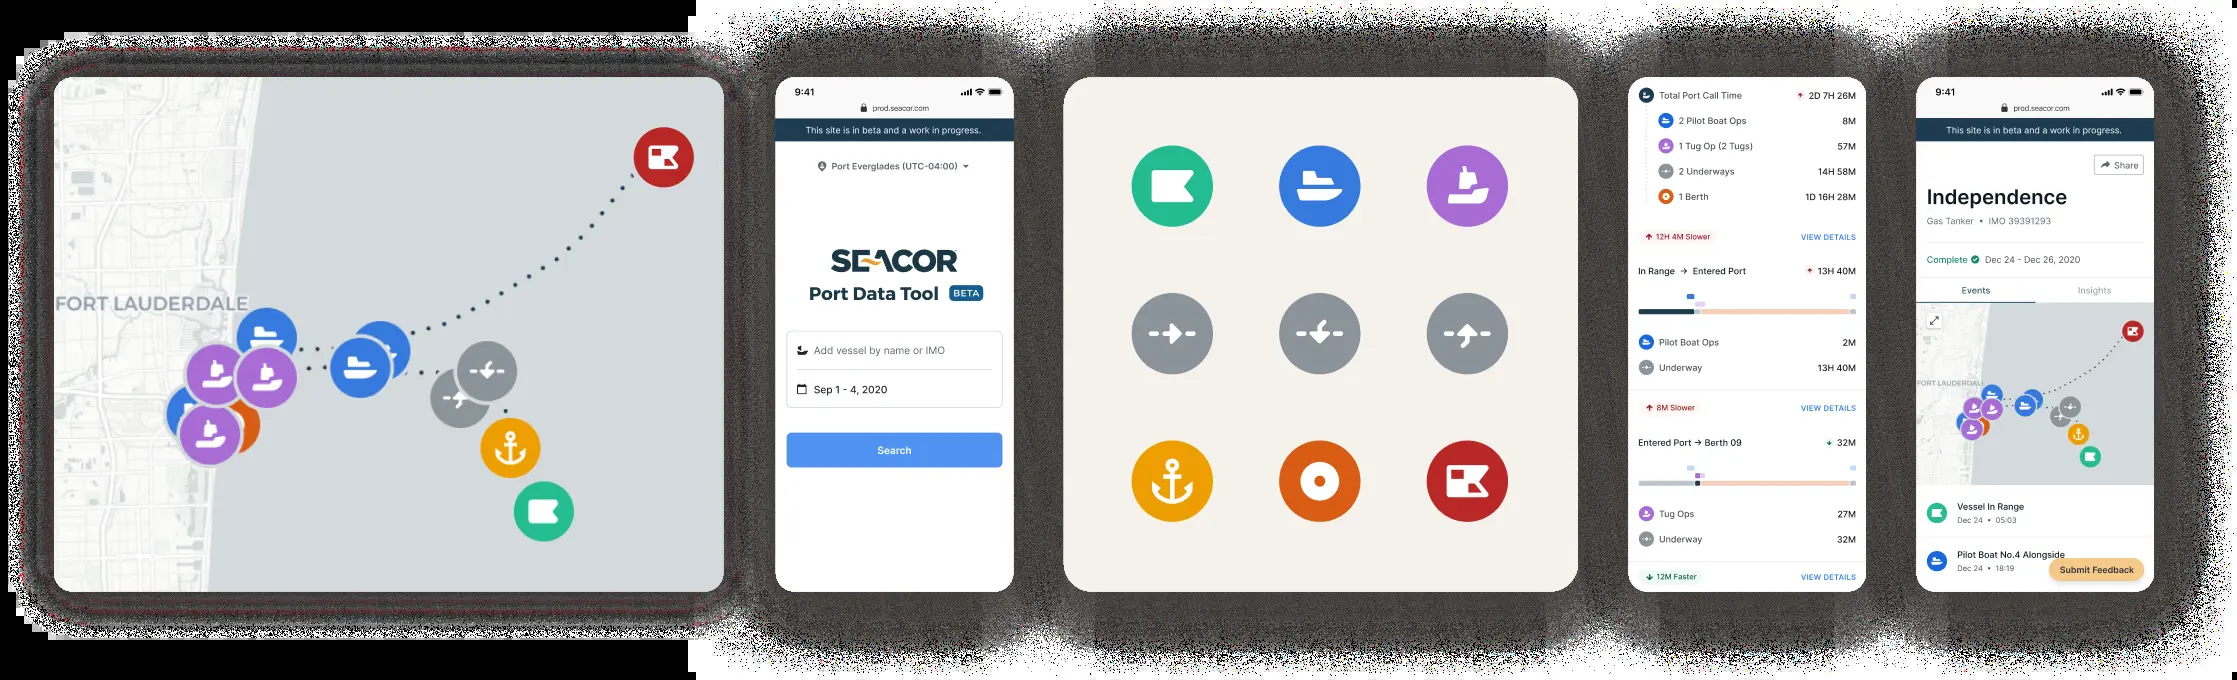 FORT LAUDERDALE
9:41
prod.seacor.com
This site is in beta and a work in progress.
Port Everglades (UTC-04:00)
SEACOR
Port Data Tool BETA
Add vessel by name or IMO
Sep 1 - 4, 2020
Search
Total Port Call Time 2D 7H 26M
2 Pilot Boat Ops 8M
1 Tug Op (2 Tugs) 57M
2 Underways 14H 58M
1 Berth 1D 16H 28M
12H 4M Slower VIEW DETAILS
In Range → Entered Port 13H 40M
Pilot Boat Ops 2M
Underway 13H 40M
8M Slower VIEW DETAILS
Entered Port → Berth 09 32M
Tug Ops 27M
Underway 32M
12M Faster VIEW DETAILS
9:41
prod.seacor.com
This site is in beta and a work in progress.
Share
Independence
Gas Tanker • IMO 39391293
Complete Dec 24 - Dec 26, 2020
Events Insights
FORT LAUDERDALE
Vessel In Range
Dec 24 • 05:03
Pilot Boat No.4 Alongside
Dec 24 • 18:19
Submit Feedback